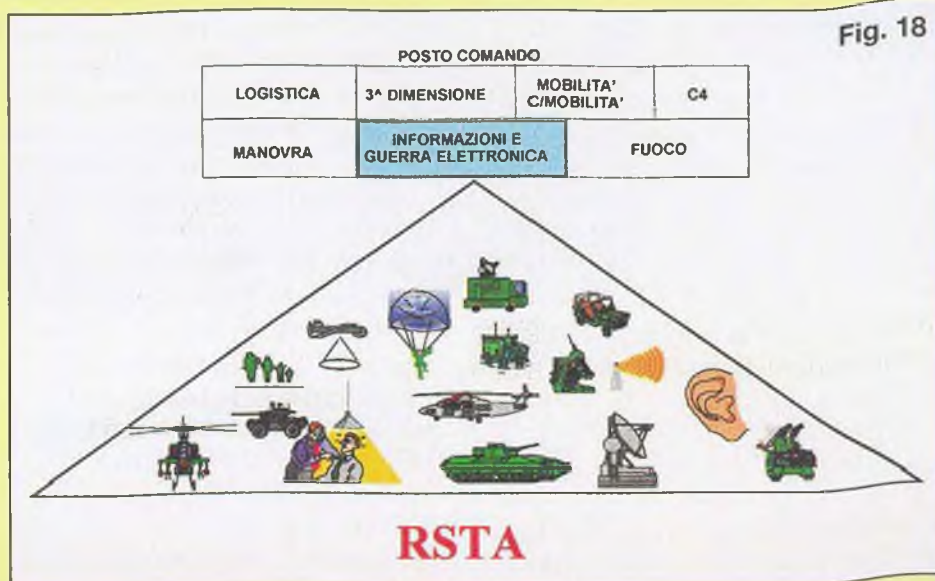 Fig. 18
POSTO COMANDO
LOGISTICA
3^ DIMENSIONE
MOBILITA'
C/MOBILITA'
C4
MANOVRA
INFORMAZIONI E
GUERRA ELETTRONICA
FUOCO
RSTA